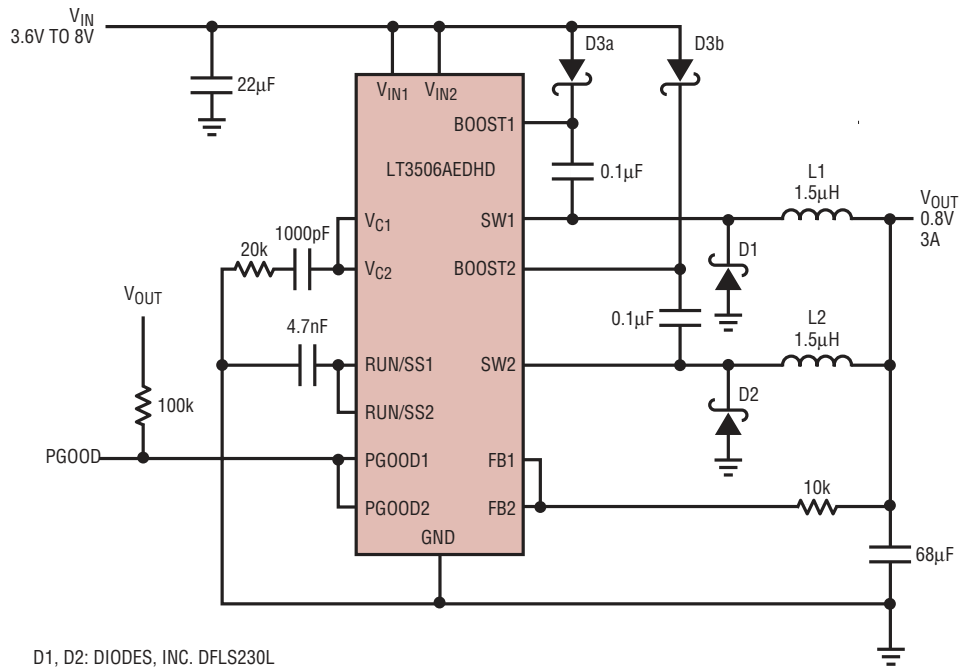 VIN
3.6V TO 8V
D3a
D3b
22µF
VIN1
VIN2
BOOST1
LT3506AEDHD
0.1µF
L1
1.5µH
VOUT
0.8V
3A
VC1
SW1
1000pF
20k
VC2
BOOST2
D1
VOUT
4.7nF
0.1µF
L2
1.5µH
RUN/SS1
SW2
100k
RUN/SS2
D2
PGOOD
PGOOD1
FB1
10k
PGOOD2
FB2
GND
68µF
D1, D2: DIODES, INC. DFLS230L